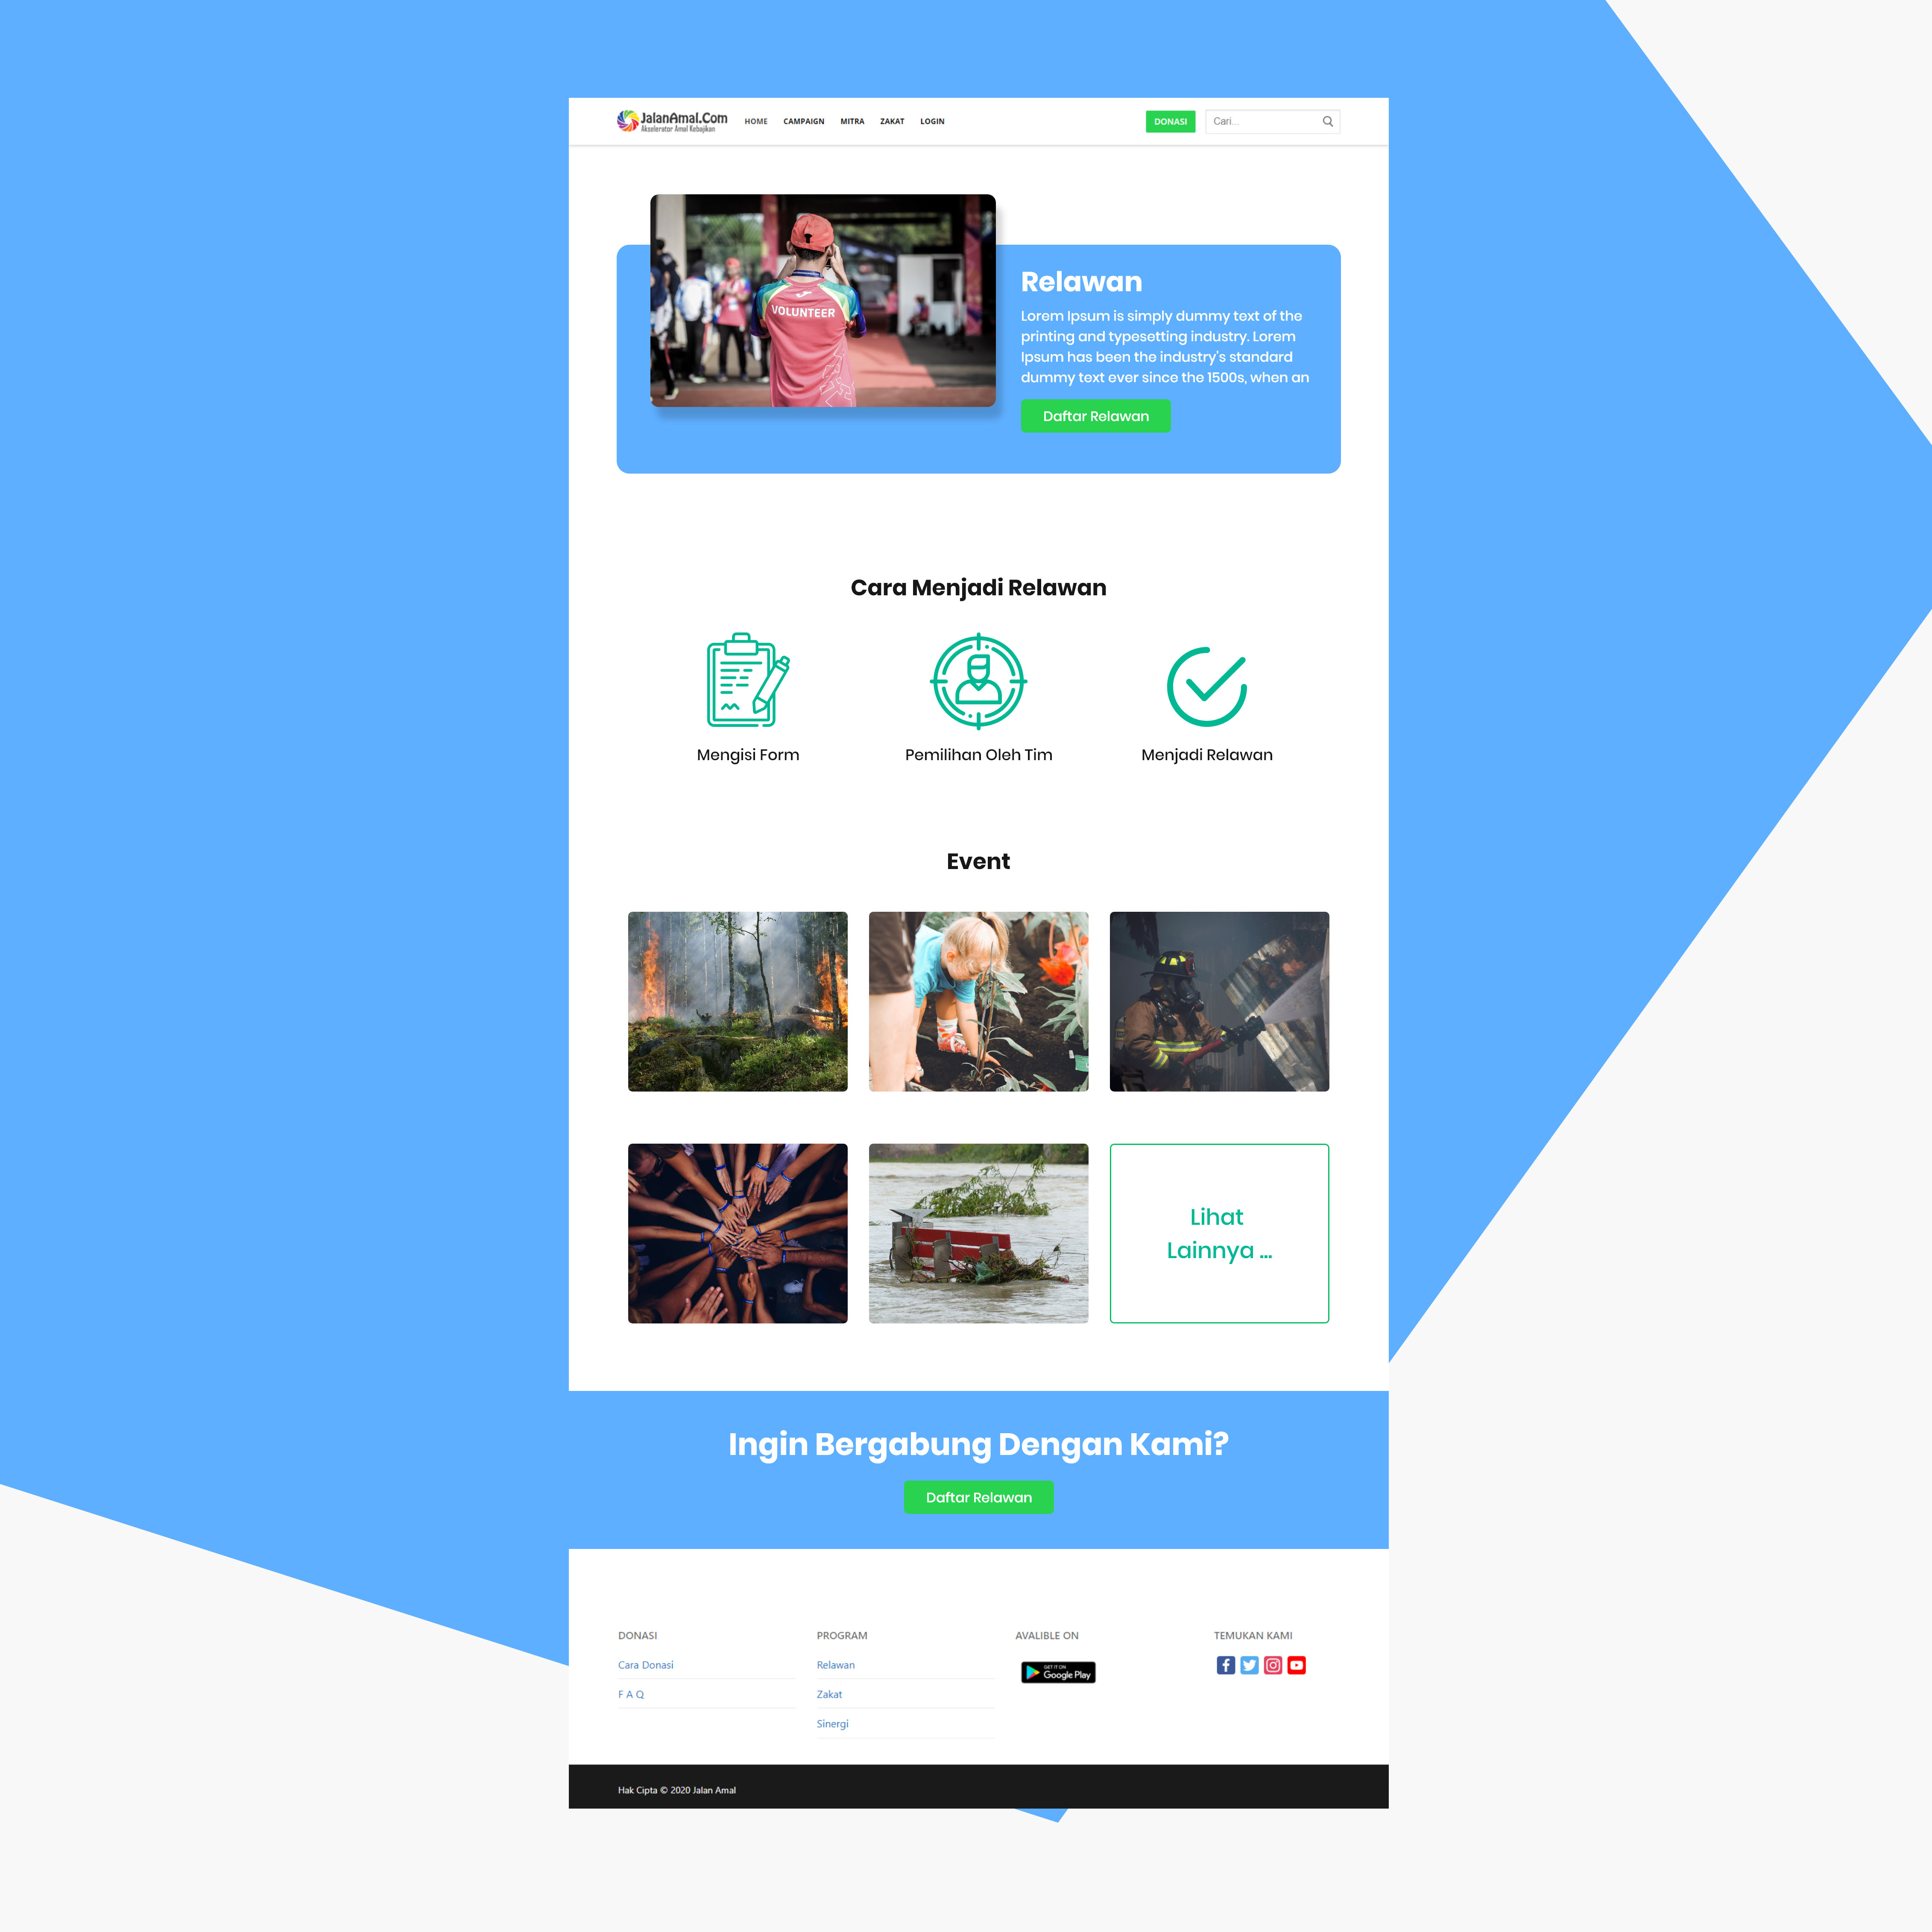 JalanAmal.Com
Akselerator Amal Kebajikan
HOME CAMPAIGN MITRA ZAKAT LOGIN
DONASI
Cari...
VOLUNTEER
Relawan
Lorem Ipsum is simply dummy text of the
printing and typesetting industry. Lorem
Ipsum has been the industry's standard
dummy text ever since the 1500s, when an
Daftar Relawan
Cara Menjadi Relawan
Mengisi Form
Pemilihan Oleh Tim
Menjadi Relawan
Event
Lihat
Lainnya ...
Ingin Bergabung Dengan Kami?
Daftar Relawan
DONASI
Cara Donasi
F A Q
PROGRAM
Relawan
Zakat
Sinergi
AVALIBLE ON
GET IT ON
Google Play
TEMUKAN KAMI
Hak Cipta © 2020 Jalan Amal